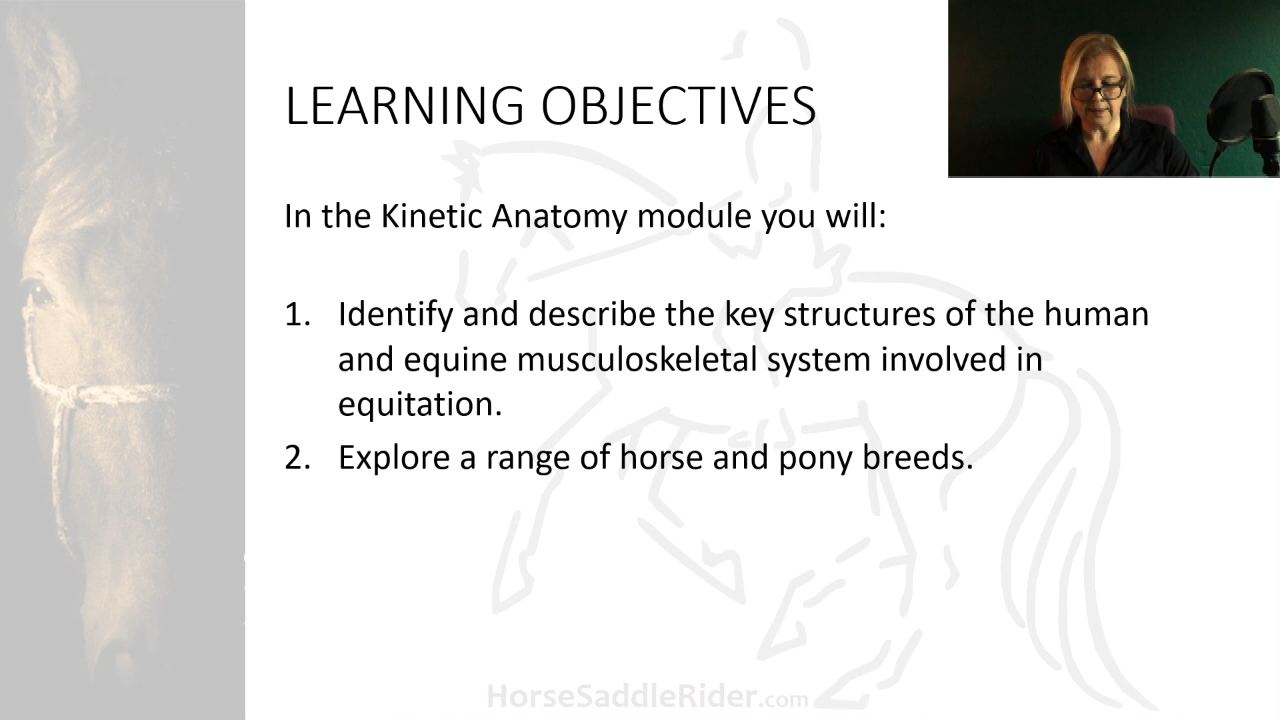 LEARNING OBJECTIVES
In the Kinetic Anatomy module you will:
1. Identify and describe the key structures of the human
and equine musculoskeletal system involved in
equitation.
2. Explore a range of horse and pony breeds.
HorseSaddleRider.com